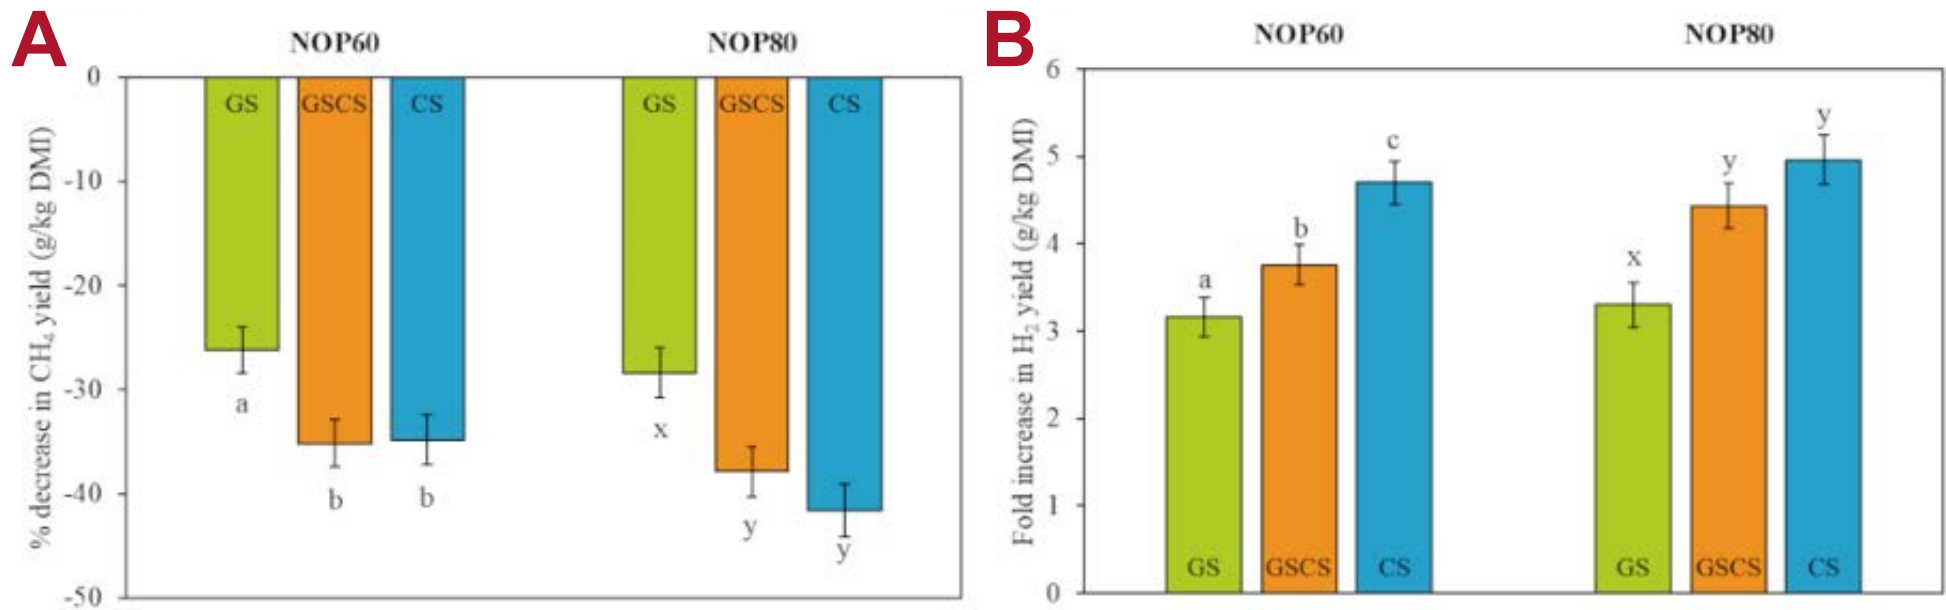 A
NOP60
NOP80
% decrease in CH₄ yield (g/kg DMI)
0
-10
-20
-30
-40
-50
GS
GSCS
CS
GS
GSCS
CS
a
b
b
x
y
y
B
NOP60
NOP80
Fold increase in H₂ yield (g/kg DMI)
6
5
4
3
2
1
0
a
b
c
x
y
y
GS
GSCS
CS
GS
GSCS
CS